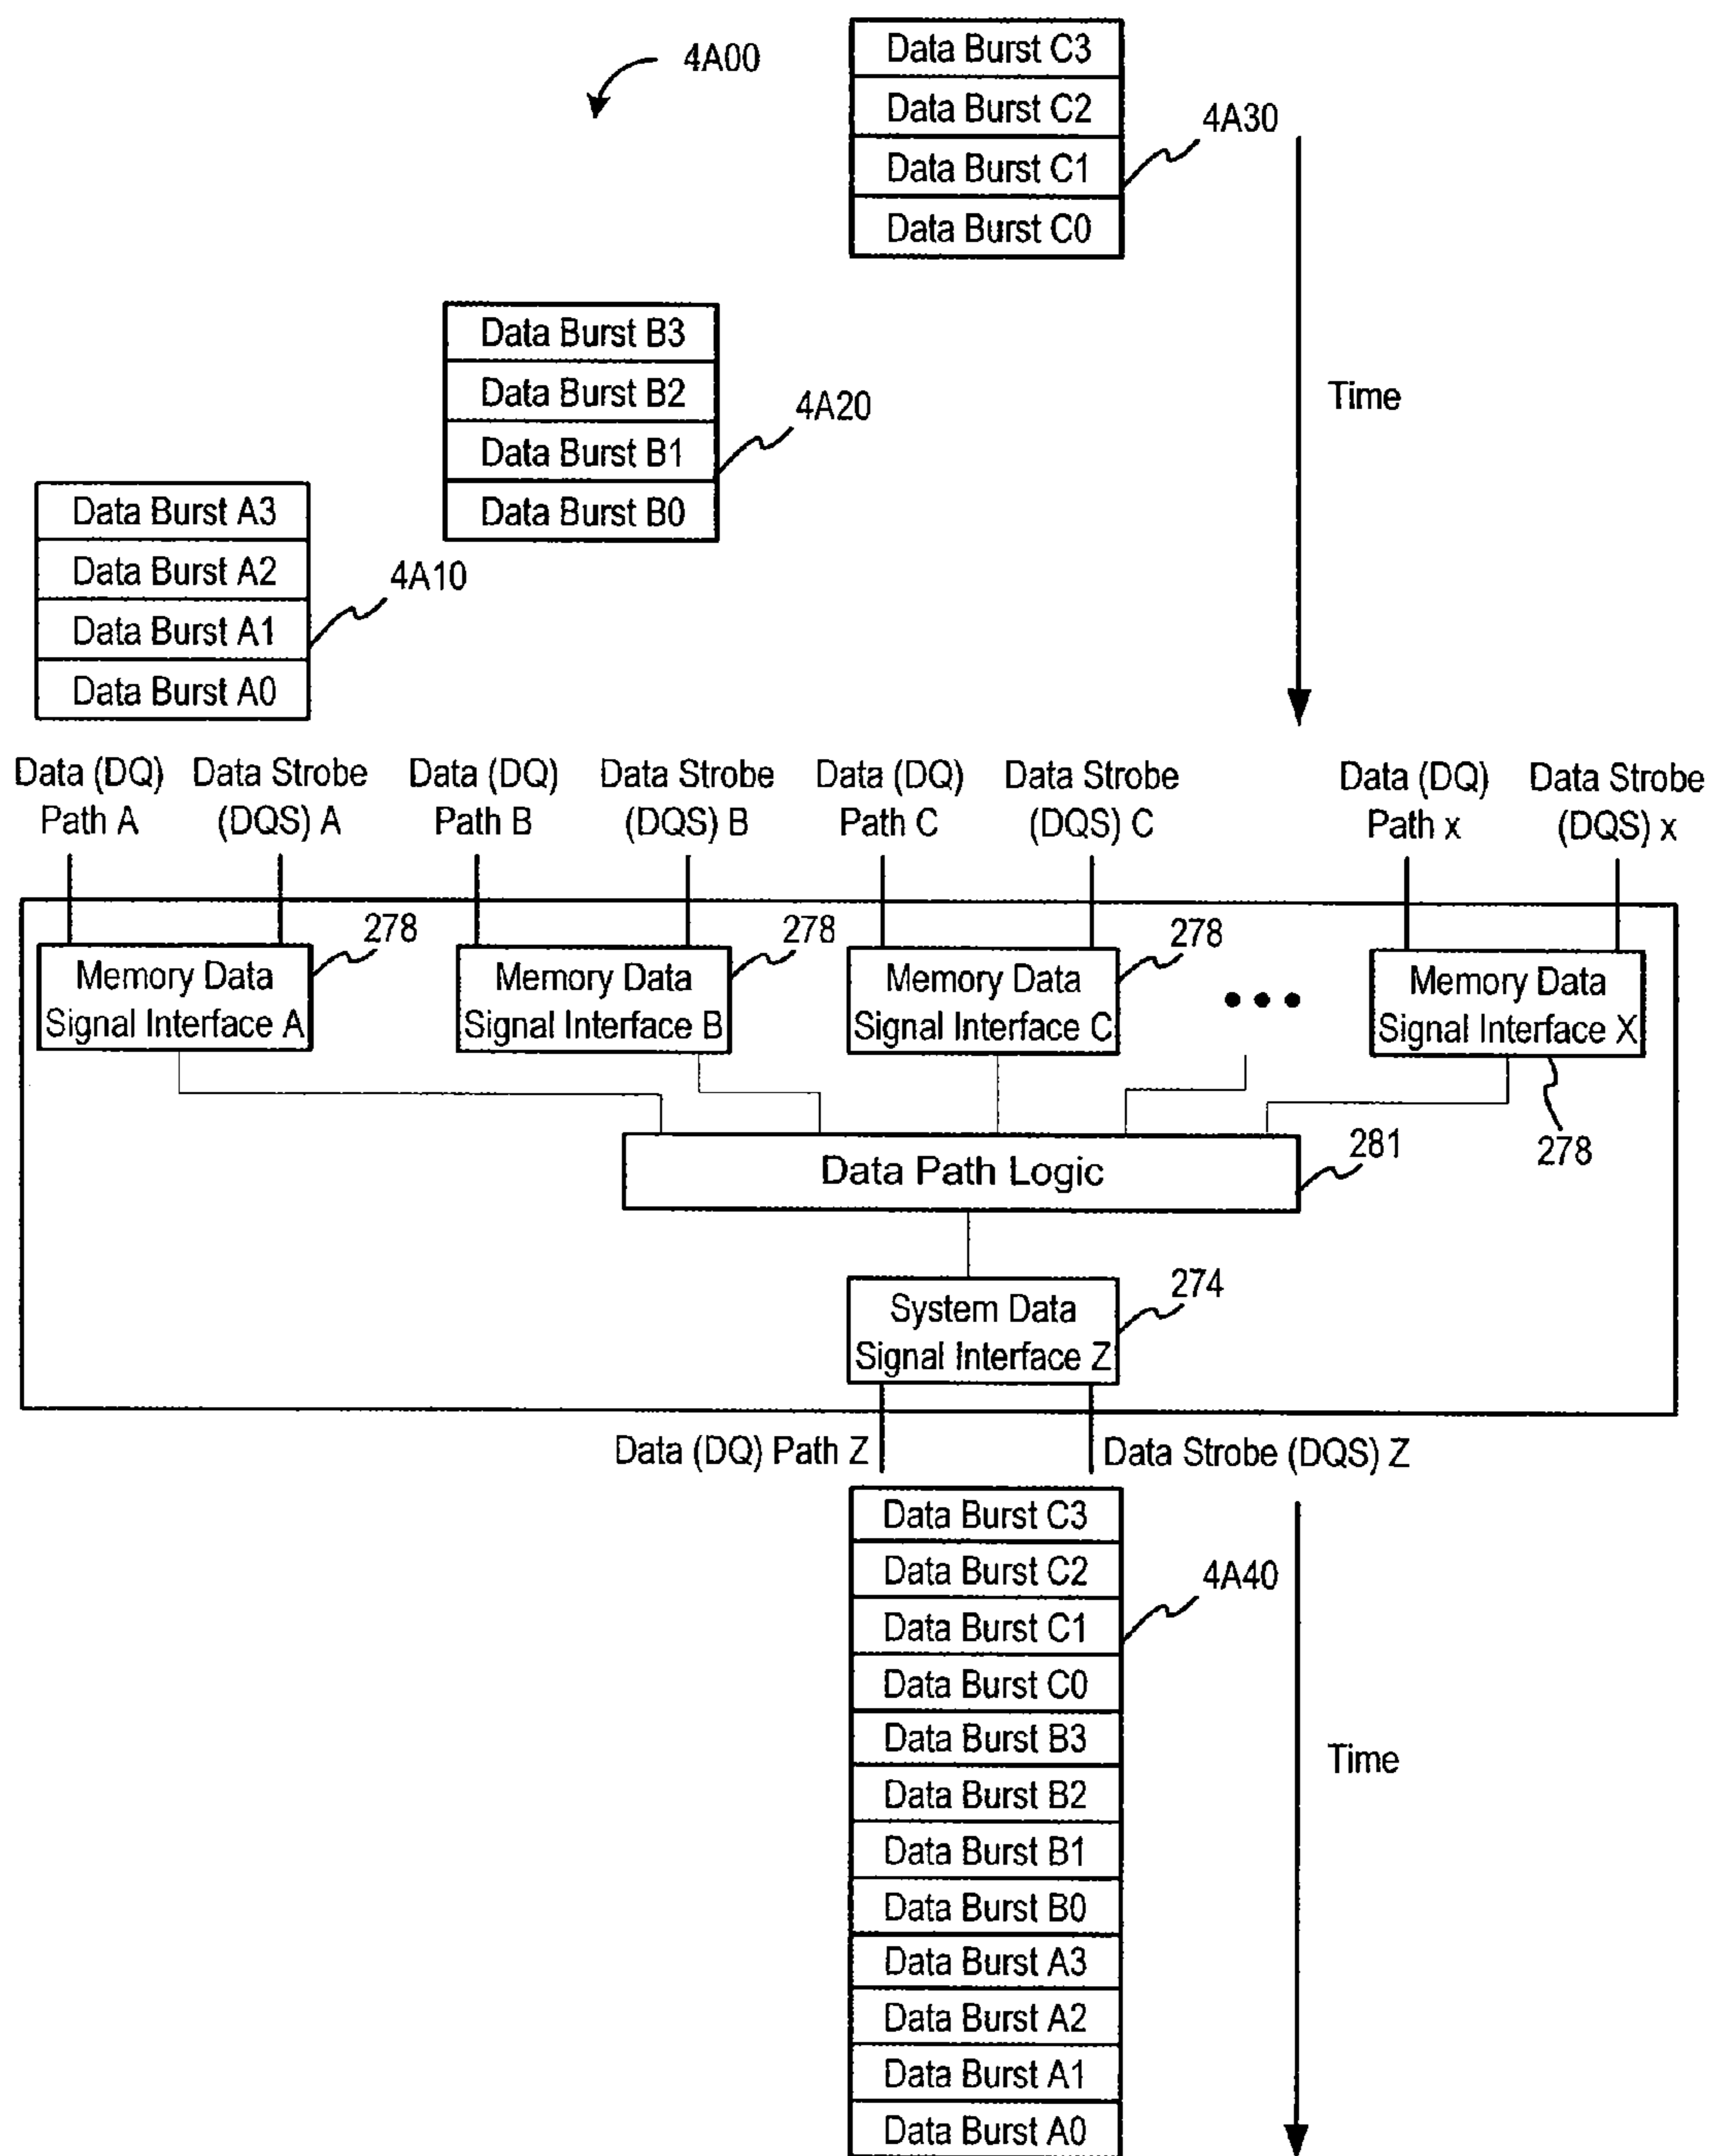 4A00
Data Burst C3
Data Burst C2
Data Burst C1
Data Burst C0
4A30
Data Burst B3
Data Burst B2
Data Burst B1
Data Burst B0
4A20
Time
Data Burst A3
Data Burst A2
Data Burst A1
Data Burst A0
4A10
Data (DQ)
Path A
Data Strobe
(DQS) A
Data (DQ)
Path B
Data Strobe
(DQS) B
Data (DQ)
Path C
Data Strobe
(DQS) C
Data (DQ)
Path x
Data Strobe
(DQS) x
278
Memory Data
Signal Interface A
278
Memory Data
Signal Interface B
278
Memory Data
Signal Interface C
Memory Data
Signal Interface X
278
Data Path Logic
281
System Data
Signal Interface Z
274
Data (DQ) Path Z
Data Strobe (DQS) Z
Data Burst C3
Data Burst C2
Data Burst C1
Data Burst C0
Data Burst B3
Data Burst B2
Data Burst B1
Data Burst B0
Data Burst A3
Data Burst A2
Data Burst A1
Data Burst A0
4A40
Time